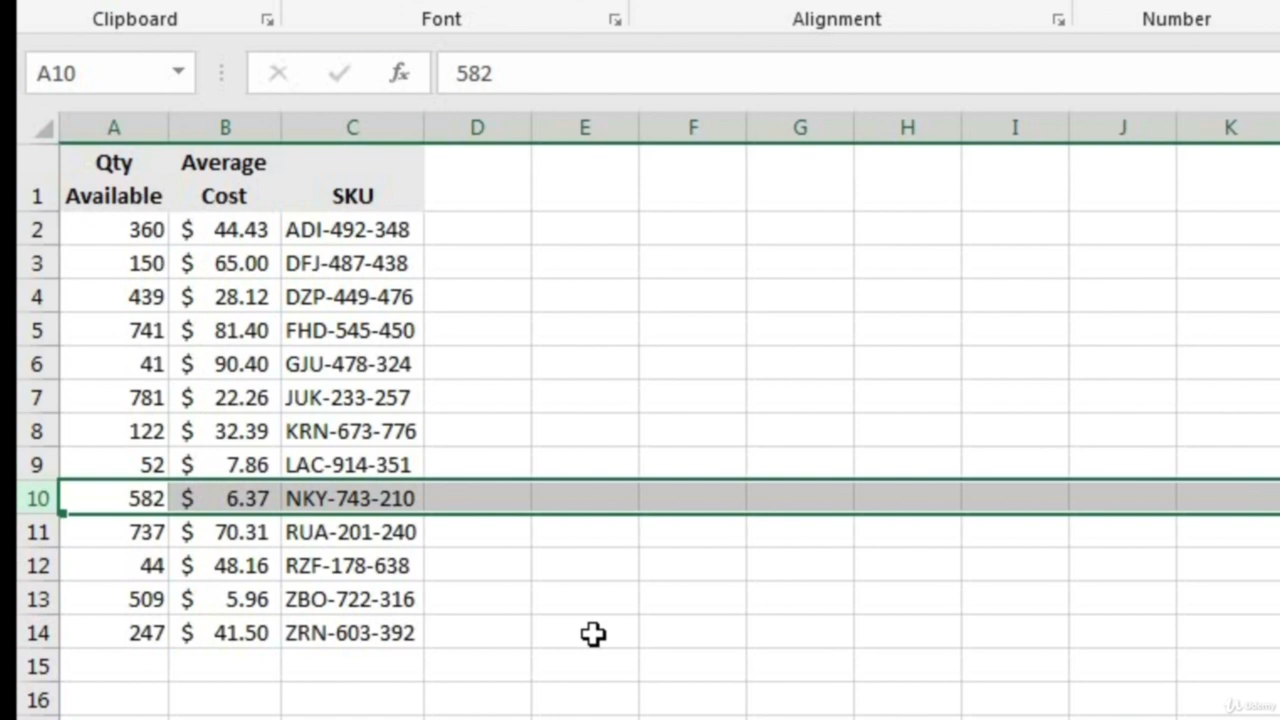 Clipboard Font Alignment Number
A10 fx 582
A B C D E F G H I J K
Qty Average
1 Available Cost SKU
2 360 $ 44.43 ADI-492-348
3 150 $ 65.00 DFJ-487-438
4 439 $ 28.12 DZP-449-476
5 741 $ 81.40 FHD-545-450
6 41 $ 90.40 GJU-478-324
7 781 $ 22.26 JUK-233-257
8 122 $ 32.39 KRN-673-776
9 52 $ 7.86 LAC-914-351
10 582 $ 6.37 NKY-743-210
11 737 $ 70.31 RUA-201-240
12 44 $ 48.16 RZF-178-638
13 509 $ 5.96 ZBO-722-316
14 247 $ 41.50 ZRN-603-392
15
16
Udemy